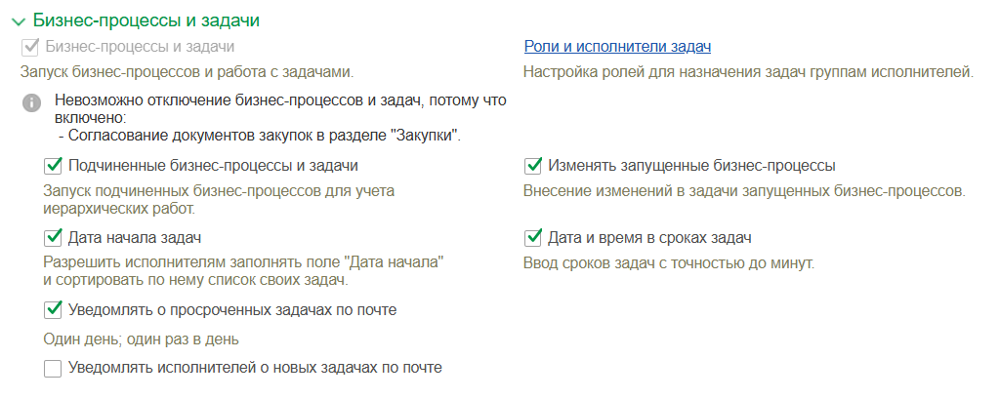 Бизнес-процессы и задачи
Бизнес-процессы и задачи
Роли и исполнители задач
Запуск бизнес-процессов и работа с задачами.
Настройка ролей для назначения задач группам исполнителей.
Невозможно отключение бизнес-процессов и задач, потому что
включено:
- Согласование документов закупок в разделе "Закупки".
Подчиненные бизнес-процессы и задачи
Изменять запущенные бизнес-процессы
Запуск подчиненных бизнес-процессов для учета
иерархических работ.
Внесение изменений в задачи запущенных бизнес-процессов.
Дата начала задач
Дата и время в сроках задач
Разрешить исполнителям заполнять поле "Дата начала"
и сортировать по нему список своих задач.
Ввод сроков задач с точностью до минут.
Уведомлять о просроченных задачах по почте
Один день; один раз в день
Уведомлять исполнителей о новых задачах по почте